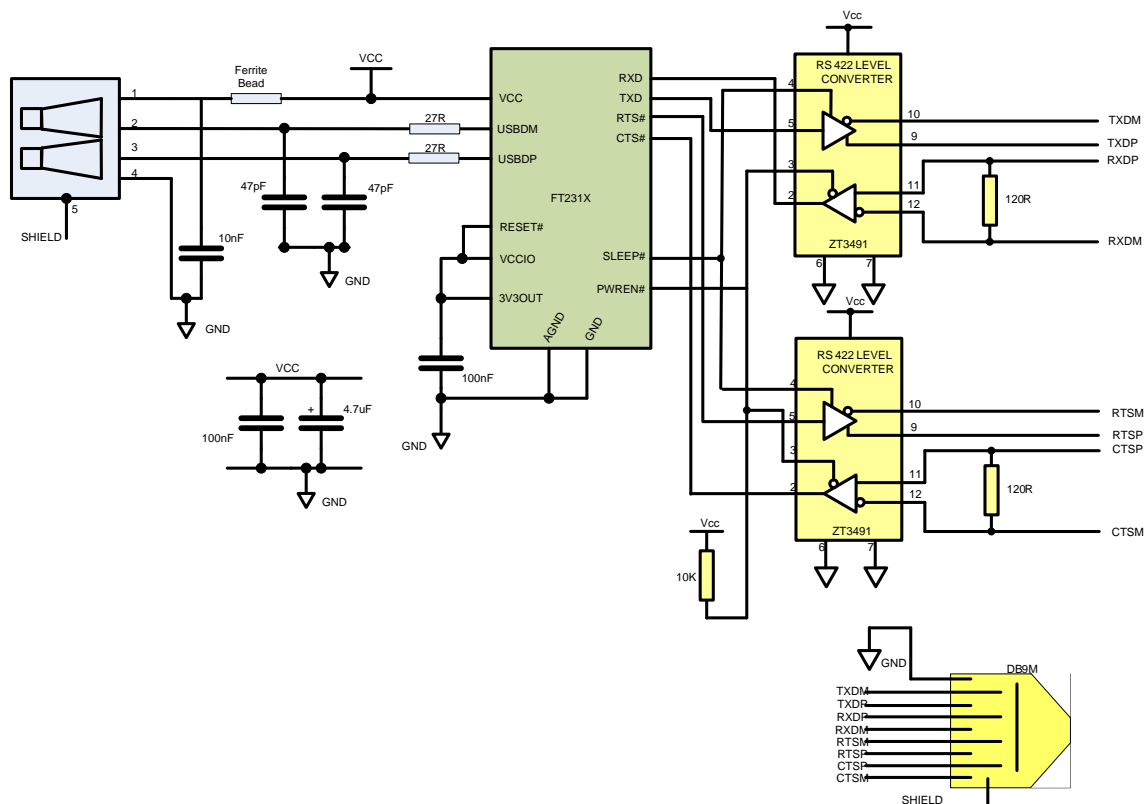 Vcc
VCC
Ferrite
Bead
RS 422 LEVEL
CONVERTER
1
2
3
4
5
SHIELD
27R
27R
47pF
47pF
10nF
GND
GND
VCC
USBDM
USBDP
RESET#
VCCIO
3V3OUT
FT231X
AGND
GND
RXD
TXD
RTS#
CTS#
SLEEP#
PWREN#
100nF
GND
VCC
100nF
+
4.7uF
GND
4
5
3
2
10
9
11
12
ZT3491
6
7
TXDM
TXDP
RXDP
120R
RXDM
Vcc
RS 422 LEVEL
CONVERTER
4
5
3
2
10
9
11
12
ZT3491
6
7
RTSM
RTSP
CTSP
120R
CTSM
Vcc
10K
GND
DB9M
TXDM
TXDP
RXDP
RXDM
RTSM
RTSP
CTSP
CTSM
SHIELD